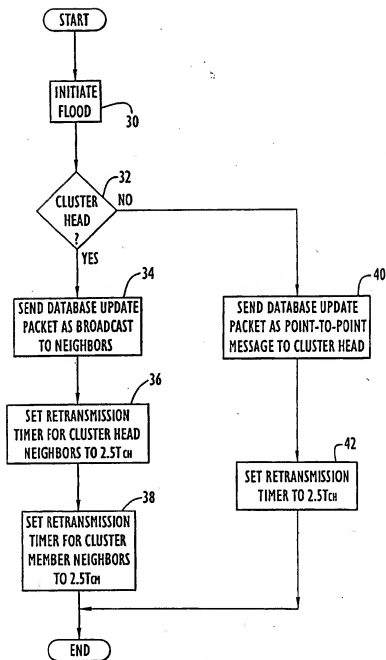 START
INITIATE
FLOOD
30
CLUSTER
HEAD
?
32
NO
YES
34
SEND DATABASE UPDATE
PACKET AS BROADCAST
TO NEIGHBORS
40
SEND DATABASE UPDATE
PACKET AS POINT-TO-POINT
MESSAGE TO CLUSTER HEAD
36
SET RETRANSMISSION
TIMER FOR CLUSTER HEAD
NEIGHBORS TO 2.5TCH
42
SET RETRANSMISSION
TIMER TO 2.5TCH
38
SET RETRANSMISSION
TIMER FOR CLUSTER
MEMBER NEIGHBORS
TO 2.5TCM
END